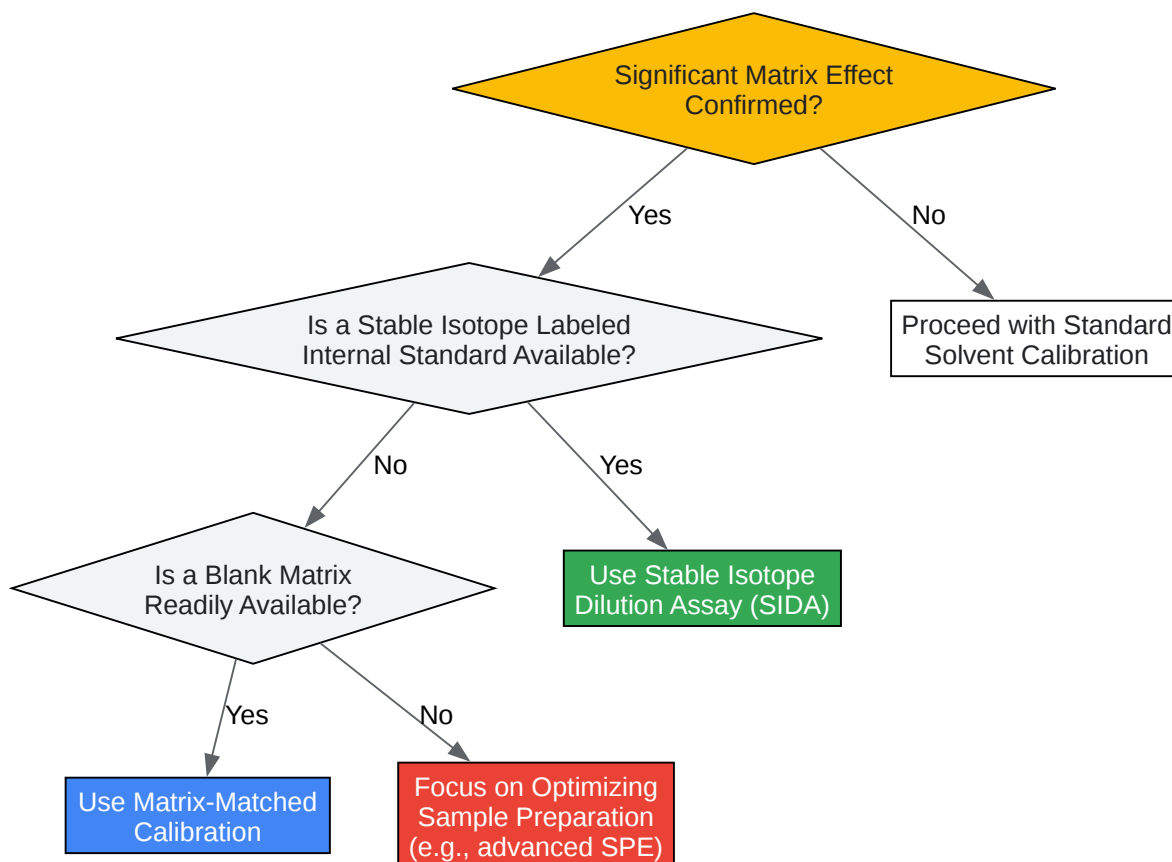 Significant Matrix Effect
Confirmed?
Yes
No
Is a Stable Isotope Labeled
Internal Standard Available?
Proceed with Standard
Solvent Calibration
No
Yes
Is a Blank Matrix
Readily Available?
Use Stable Isotope
Dilution Assay (SIDA)
Yes
No
Use Matrix-Matched
Calibration
Focus on Optimizing
Sample Preparation
(e.g., advanced SPE)